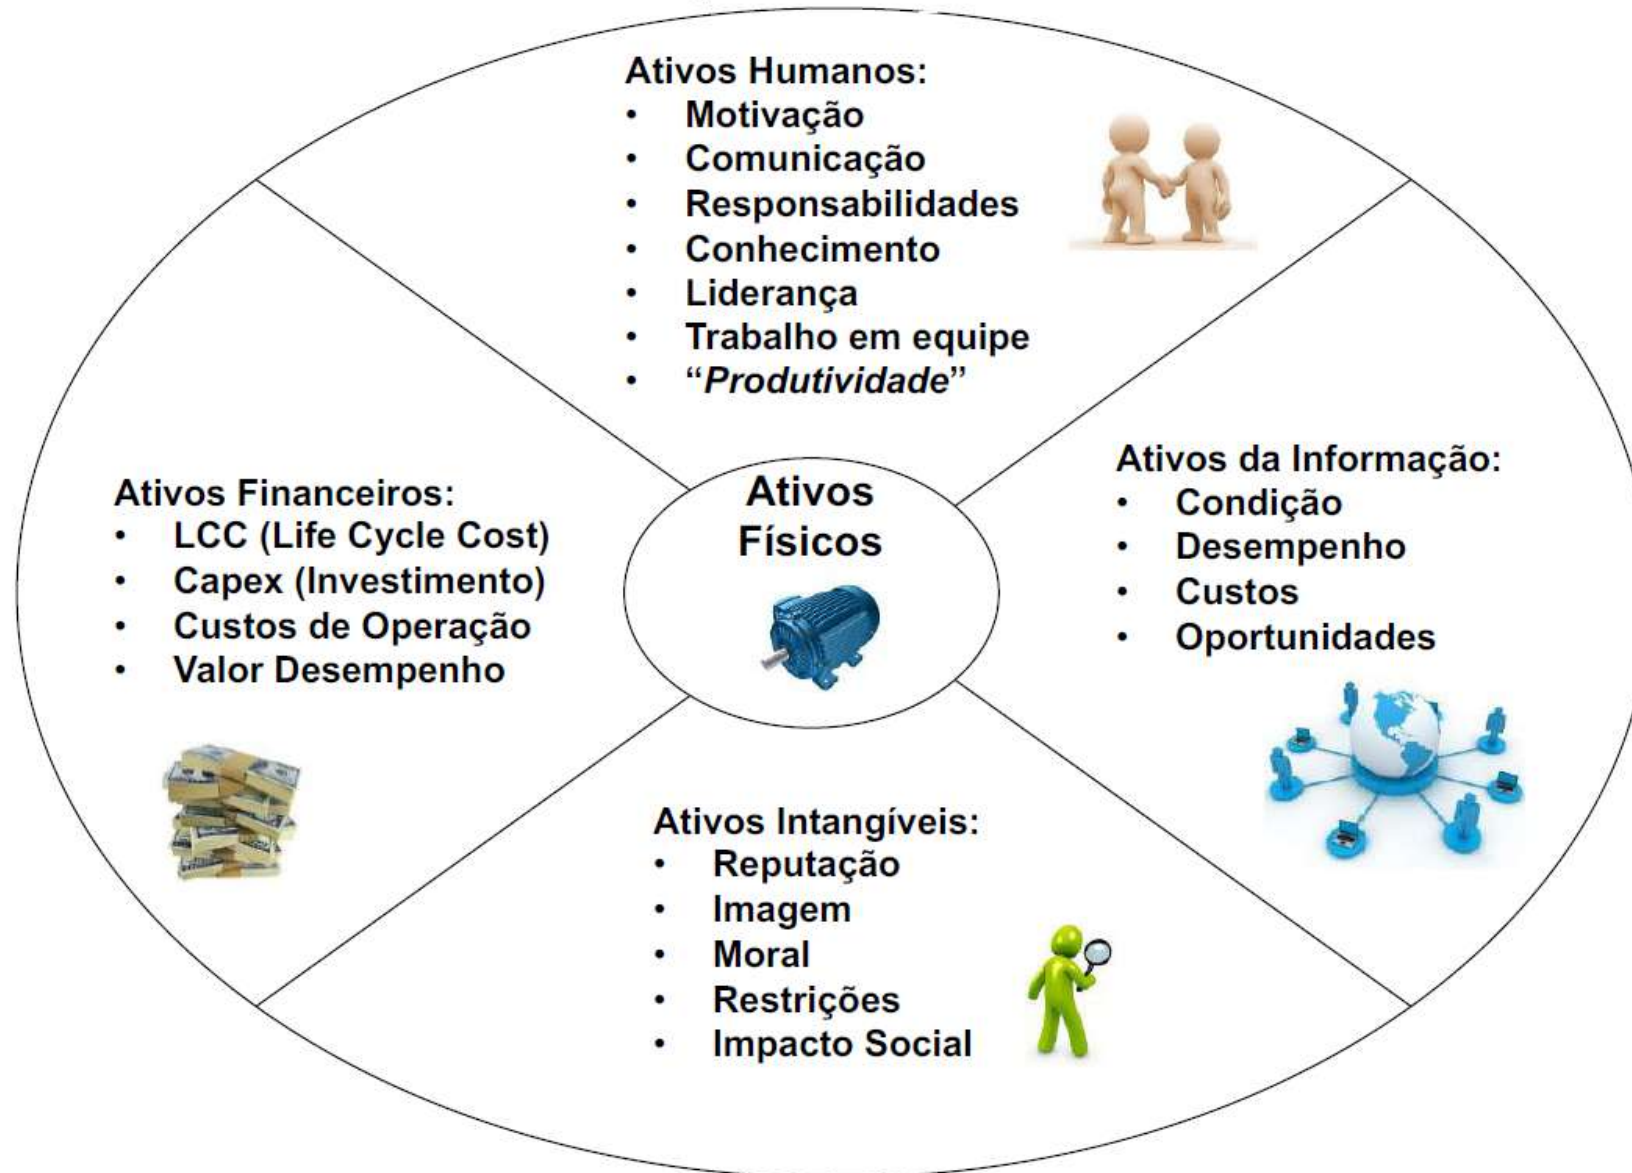 Ativos Humanos:
• Motivação
• Comunicação
• Responsabilidades
• Conhecimento
• Liderança
• Trabalho em equipe
• “Produtividade”
Ativos Financeiros:
• LCC (Life Cycle Cost)
• Capex (Investimento)
• Custos de Operação
• Valor Desempenho
Ativos
Físicos
Ativos da Informação:
• Condição
• Desempenho
• Custos
• Oportunidades
Ativos Intangíveis:
• Reputação
• Imagem
• Moral
• Restrições
• Impacto Social